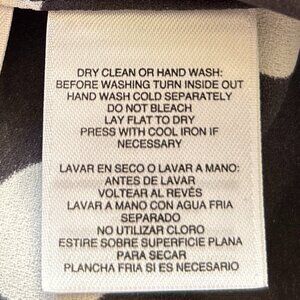 DRY CLEAN OR HAND WASH:
BEFORE WASHING TURN INSIDE OUT
HAND WASH COLD SEPARATELY
DO NOT BLEACH
LAY FLAT TO DRY
PRESS WITH COOL IRON IF
NECESSARY
LAVAR EN SECO O LAVAR A MANO:
ANTES DE LAVAR
VOLTEAR AL REVÉS
LAVAR A MANO CON AGUA FRIA
SEPARADO
NO UTILIZAR CLORO
ESTIRE SOBRE SUPERFICIE PLANA
PARA SECAR
PLANCHA FRIA SI ES NECESARIO